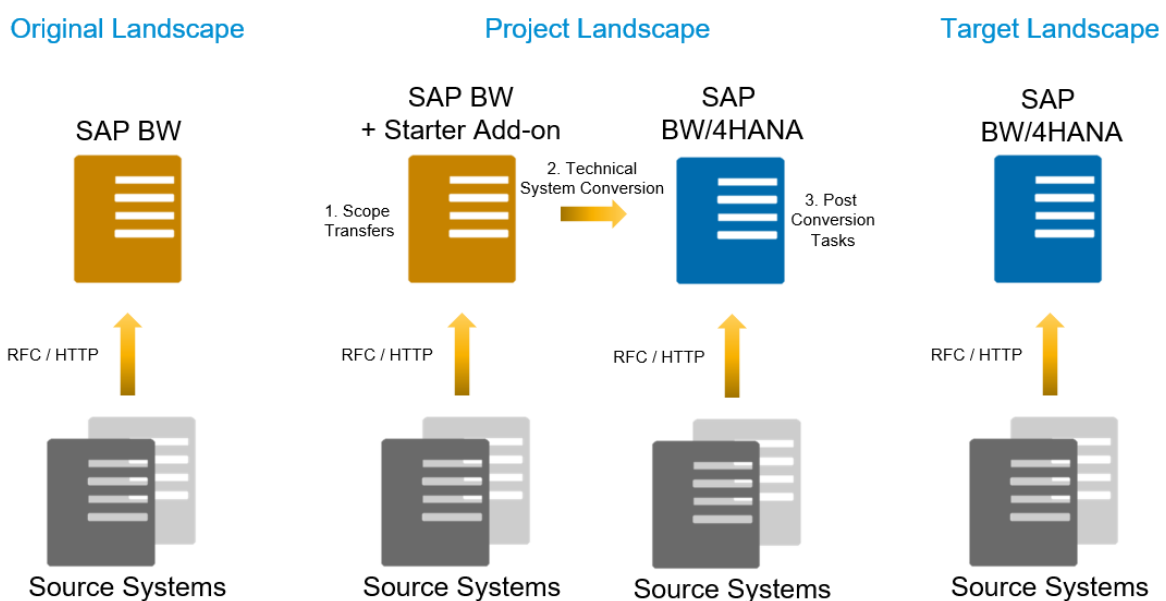 Original Landscape
Project Landscape
Target Landscape
SAP BW
SAP BW
+ Starter Add-on
SAP
BW/4HANA
SAP
BW/4HANA
1. Scope
Transfers
2. Technical
System Conversion
3. Post
Conversion
Tasks
RFC / HTTP
RFC / HTTP
RFC / HTTP
RFC / HTTP
Source Systems
Source Systems
Source Systems
Source Systems